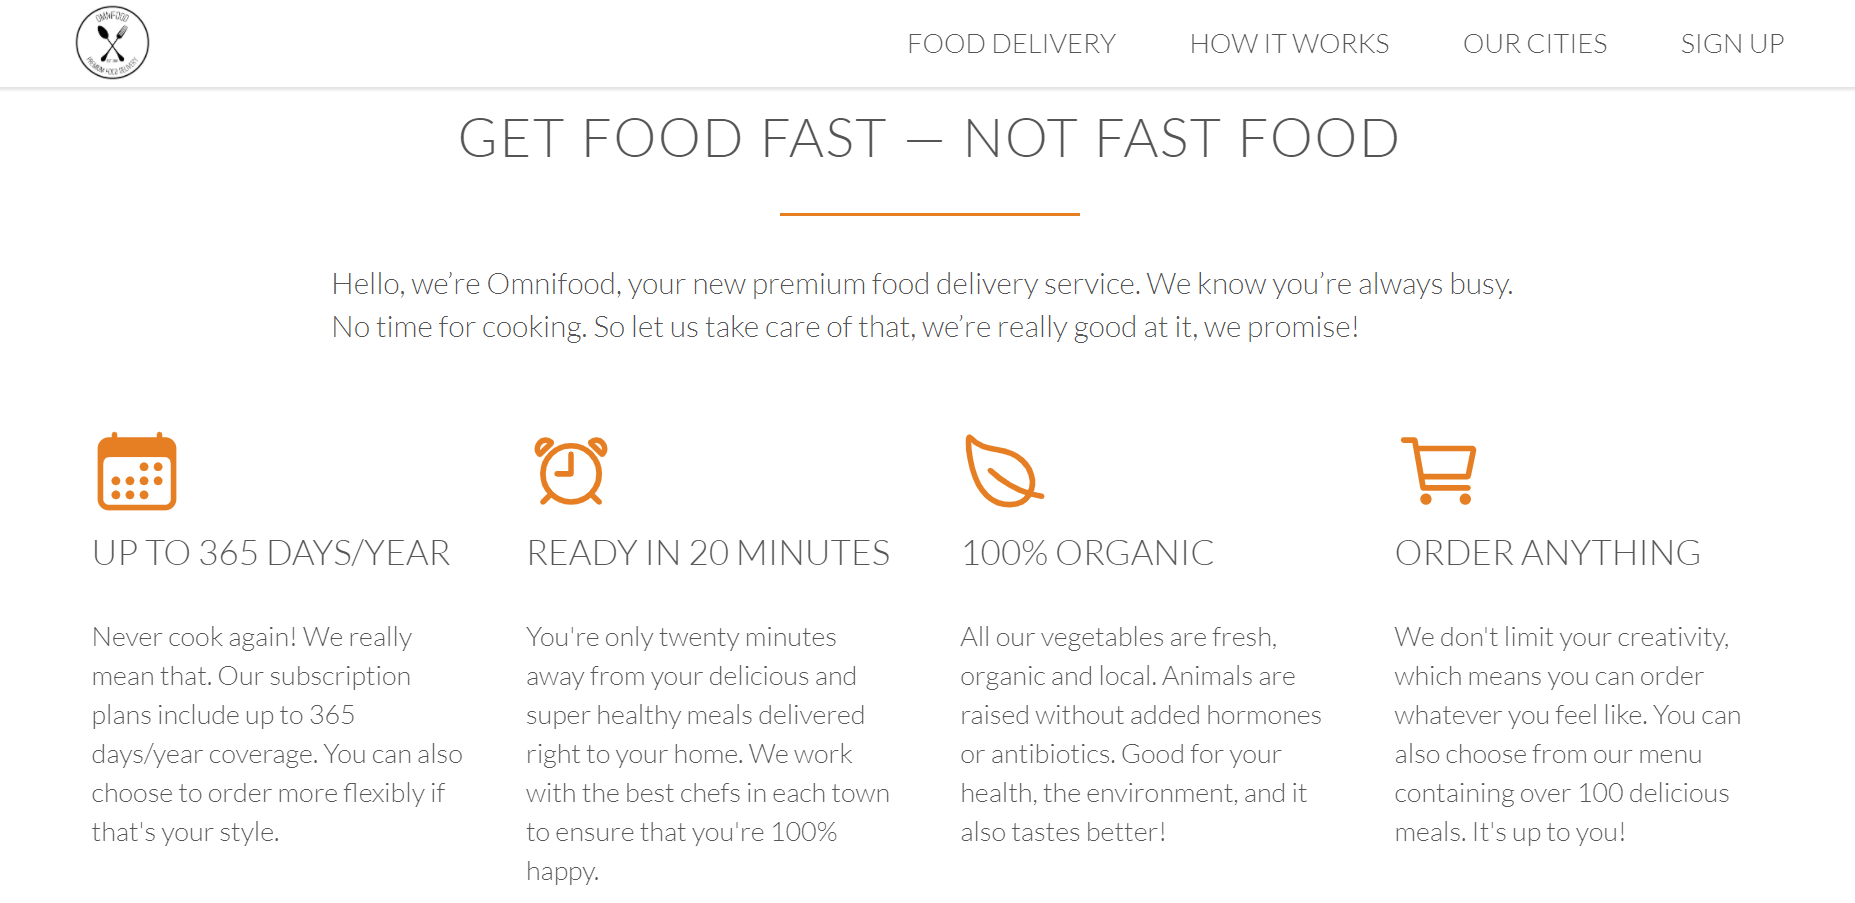 OMNIFOOD
PREMIUM FOOD DELIVERY
FOOD DELIVERY
HOW IT WORKS
OUR CITIES
SIGN UP
GET FOOD FAST — NOT FAST FOOD
Hello, we’re Omnifood, your new premium food delivery service. We know you’re always busy.
No time for cooking. So let us take care of that, we’re really good at it, we promise!
UP TO 365 DAYS/YEAR
Never cook again! We really
mean that. Our subscription
plans include up to 365
days/year coverage. You can also
choose to order more flexibly if
that's your style.
READY IN 20 MINUTES
You're only twenty minutes
away from your delicious and
super healthy meals delivered
right to your home. We work
with the best chefs in each town
to ensure that you're 100%
happy.
100% ORGANIC
All our vegetables are fresh,
organic and local. Animals are
raised without added hormones
or antibiotics. Good for your
health, the environment, and it
also tastes better!
ORDER ANYTHING
We don't limit your creativity,
which means you can order
whatever you feel like. You can
also choose from our menu
containing over 100 delicious
meals. It's up to you!